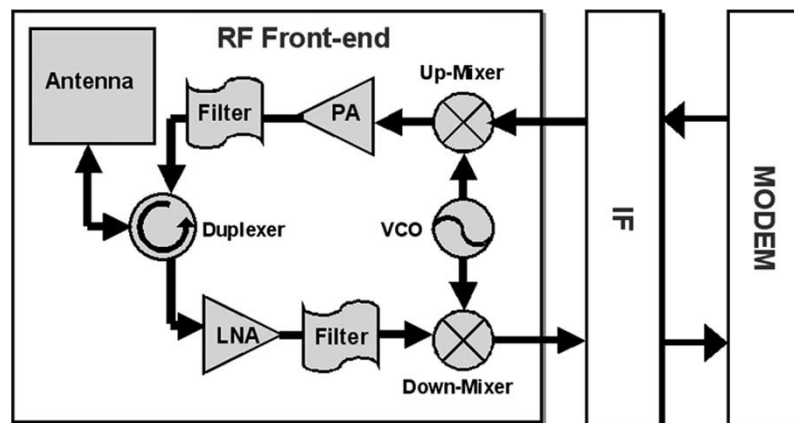 RF Front-end
Antenna
Up-Mixer
Filter
PA
Duplexer
VCO
LNA
Filter
Down-Mixer
IF
MODEM